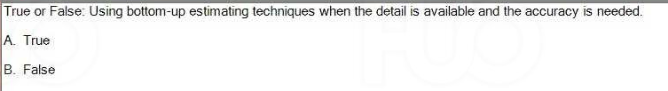 True or False: Using bottom-up estimating techniques when the detail is available and the accuracy is needed.
A. True
B. False